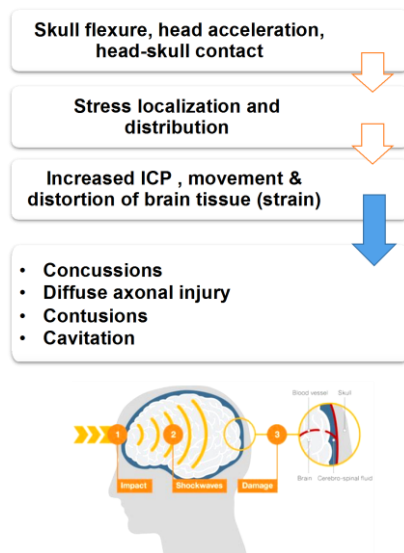 Skull flexure, head acceleration,
head-skull contact
Stress localization and
distribution
Increased ICP , movement &
distortion of brain tissue (strain)
• Concussions
• Diffuse axonal injury
• Contusions
• Cavitation
Blood vessel Skull
1 2 3
Impact Shockwaves Damage
Brain Cerebro-spinal fluid